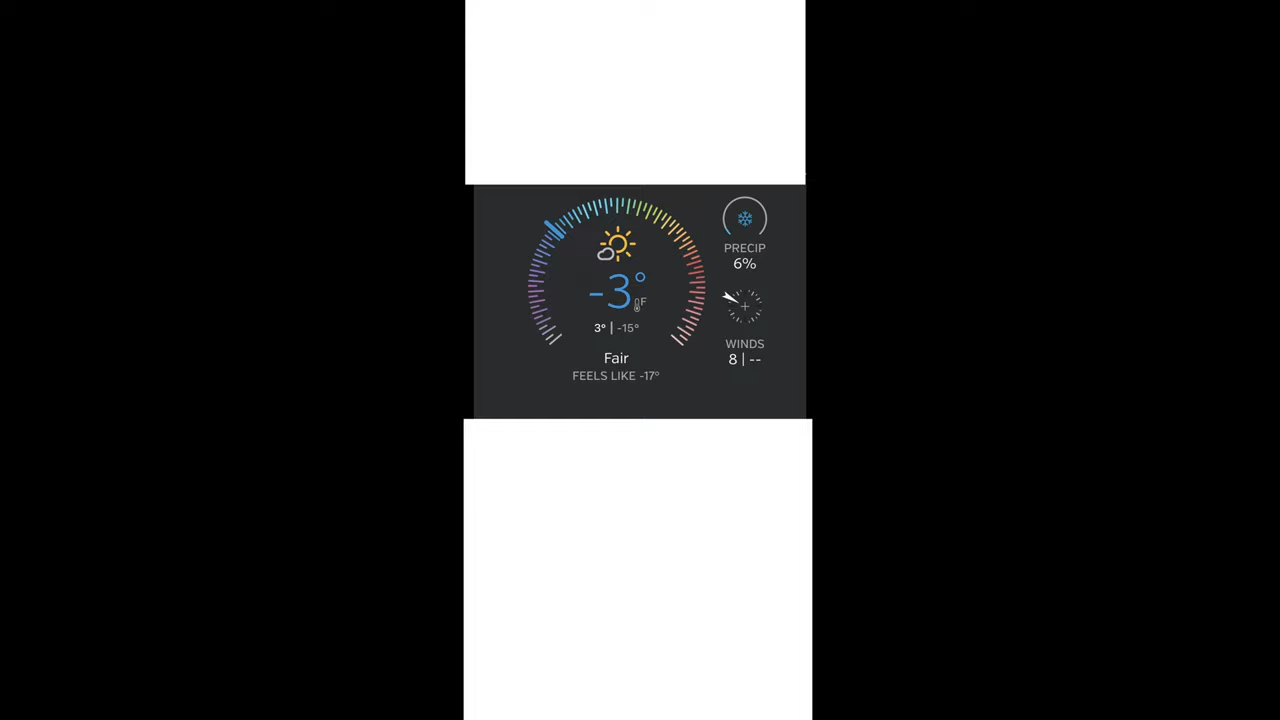 -3°
F
3° | -15°
Fair
FEELS LIKE -17°
PRECIP
6%
WINDS
8 | --